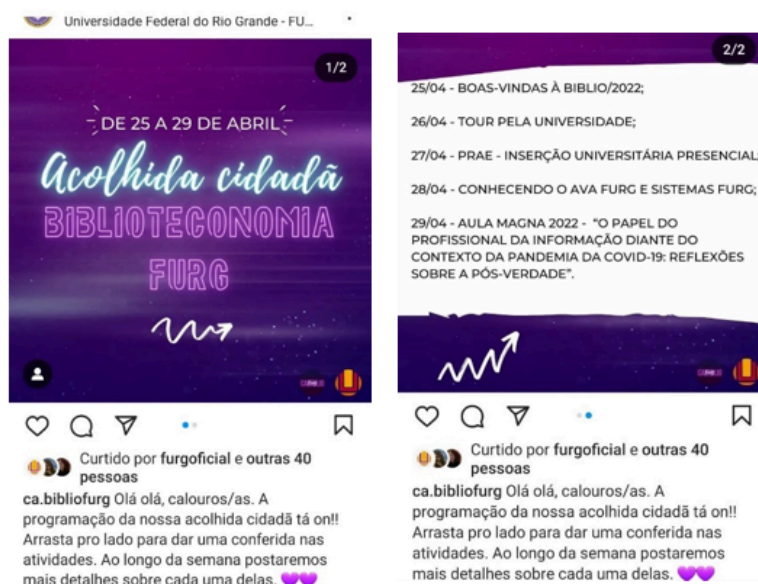 Universidade Federal do Rio Grande - FU...
1/2
DE 25 A 29 DE ABRIL
Acolhida cidadã
BIBLIOTECONOMIA
FURG
Curtido por furgoficial e outras 40
pessoas
ca.bibliofurg Olá olá, calouros/as. A
programação da nossa acolhida cidadã tá on!!
Arrasta pro lado para dar uma conferida nas
atividades. Ao longo da semana postaremos
mais detalhes sobre cada uma delas. 💜💜
2/2
25/04 - BOAS-VINDAS À BIBLIO/2022;
26/04 - TOUR PELA UNIVERSIDADE;
27/04 - PRAE - INSERÇÃO UNIVERSITÁRIA PRESENCIAL;
28/04 - CONHECENDO O AVA FURG E SISTEMAS FURG;
29/04 - AULA MAGNA 2022 - “O PAPEL DO
PROFISSIONAL DA INFORMAÇÃO DIANTE DO
CONTEXTO DA PANDEMIA DA COVID-19: REFLEXÕES
SOBRE A PÓS-VERDADE”.
Curtido por furgoficial e outras 40
pessoas
ca.bibliofurg Olá olá, calouros/as. A
programação da nossa acolhida cidadã tá on!!
Arrasta pro lado para dar uma conferida nas
atividades. Ao longo da semana postaremos
mais detalhes sobre cada uma delas. 💜💜